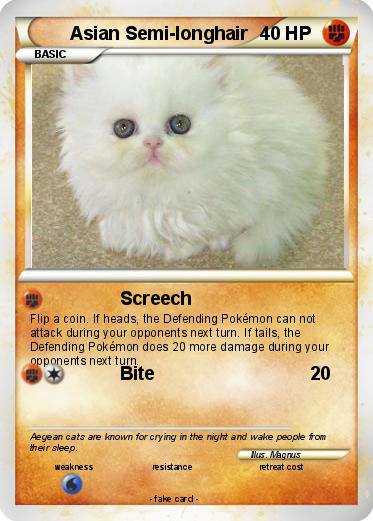 Asian Semi-longhair 40 HP
BASIC
Screech
Flip a coin. If heads, the Defending Pokémon can not
attack during your opponents next turn. If tails, the
Defending Pokémon does 20 more damage during your
opponents next turn.
Bite 20
Aegean cats are known for crying in the night and wake people from
their sleep.
Illus. Magnus
weakness resistance retreat cost
- fake card -